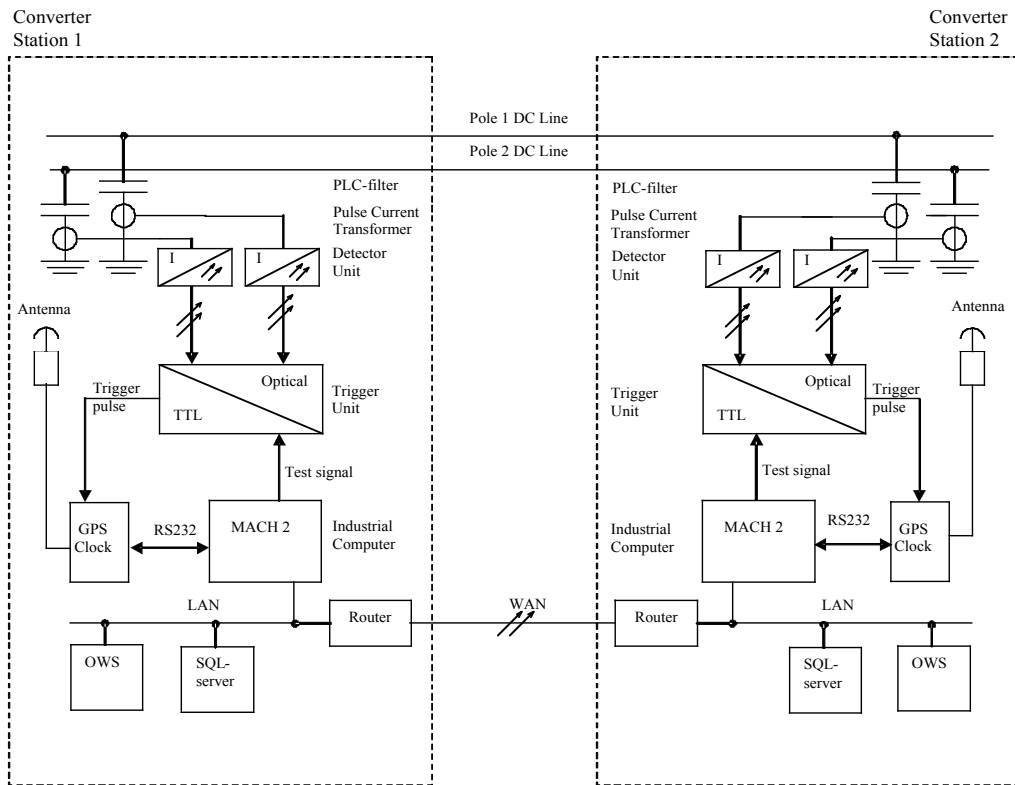 Converter
Station 1
Converter
Station 2
Pole 1 DC Line
Pole 2 DC Line
PLC-filter
Pulse Current
Transformer
Detector
Unit
I
I
Antenna
Trigger
pulse
Optical
TTL
Trigger
Unit
Test signal
GPS
Clock
RS232
MACH 2
Industrial
Computer
LAN
Router
OWS
SQL-
server
WAN
PLC-filter
Pulse Current
Transformer
Detector
Unit
I
I
Antenna
Trigger
Unit
Optical
TTL
Trigger
pulse
Test signal
Industrial
Computer
MACH 2
RS232
GPS
Clock
Router
LAN
SQL-
server
OWS